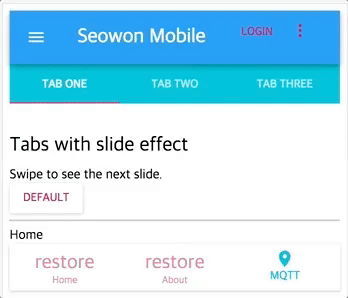 Seowon Mobile LOGIN
TAB ONE TAB TWO TAB THREE
Tabs with slide effect
Swipe to see the next slide.
DEFAULT
Home
restore restore
Home About MQTT